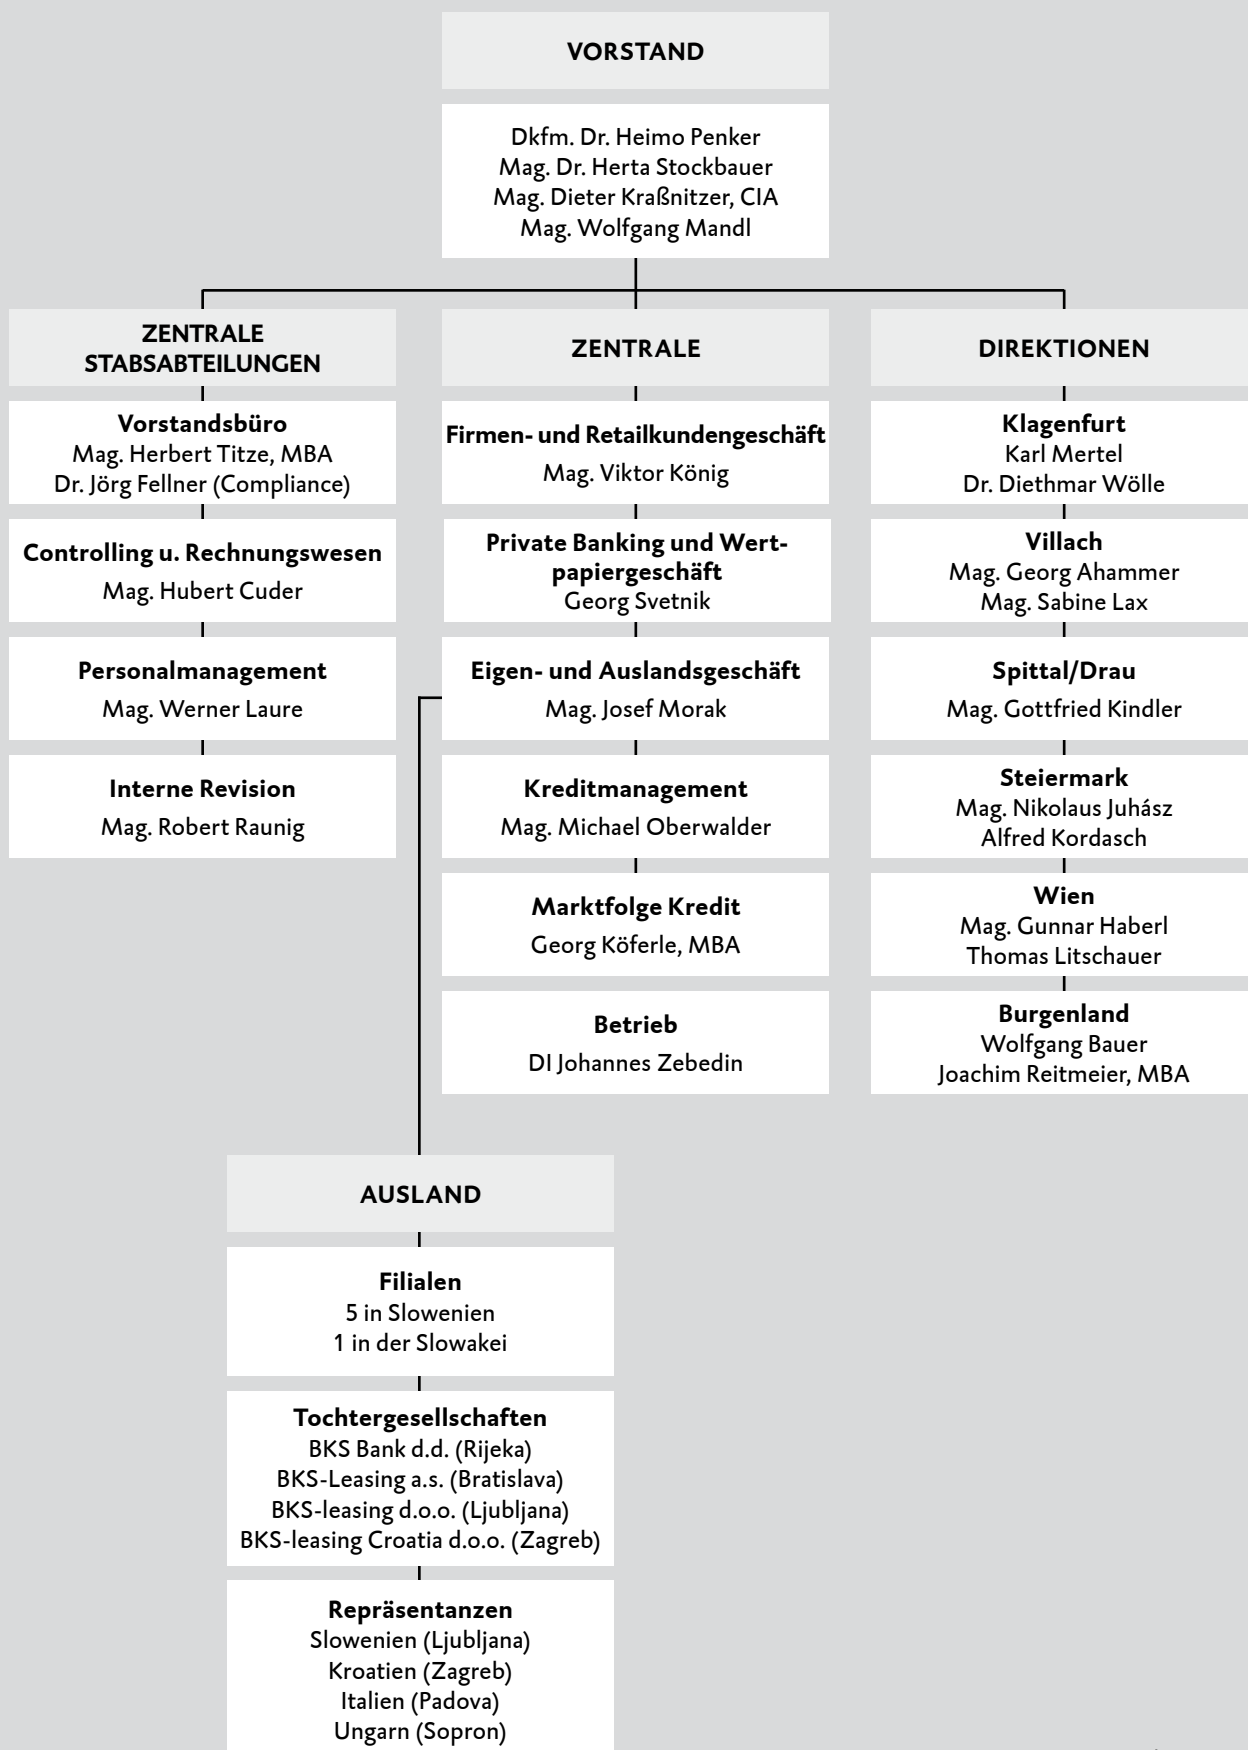 VORSTAND
Dkfm. Dr. Heimo Penker
Mag. Dr. Herta Stockbauer
Mag. Dieter Kraßnitzer, CIA
Mag. Wolfgang Mandl
ZENTRALE
STABSABTEILUNGEN
Vorstandsbüro
Mag. Herbert Titze, MBA
Dr. Jörg Fellner (Compliance)
Controlling u. Rechnungswesen
Mag. Hubert Cuder
Personalmanagement
Mag. Werner Laure
Interne Revision
Mag. Robert Raunig
ZENTRALE
Firmen- und Retailkundengeschäft
Mag. Viktor König
Private Banking und Wert-
papiergeschäft
Georg Svetnik
Eigen- und Auslandsgeschäft
Mag. Josef Morak
Kreditmanagement
Mag. Michael Oberwalder
Marktfolge Kredit
Georg Köferle, MBA
Betrieb
DI Johannes Zebedin
DIREKTIONEN
Klagenfurt
Karl Mertel
Dr. Diethmar Wölle
Villach
Mag. Georg Ahammer
Mag. Sabine Lax
Spittal/Drau
Mag. Gottfried Kindler
Steiermark
Mag. Nikolaus Juhász
Alfred Kordasch
Wien
Mag. Gunnar Haberl
Thomas Litschauer
Burgenland
Wolfgang Bauer
Joachim Reitmeier, MBA
AUSLAND
Filialen
5 in Slowenien
1 in der Slowakei
Tochtergesellschaften
BKS Bank d.d. (Rijeka)
BKS-Leasing a.s. (Bratislava)
BKS-leasing d.o.o. (Ljubljana)
BKS-leasing Croatia d.o.o. (Zagreb)
Repräsentanzen
Slowenien (Ljubljana)
Kroatien (Zagreb)
Italien (Padova)
Ungarn (Sopron)